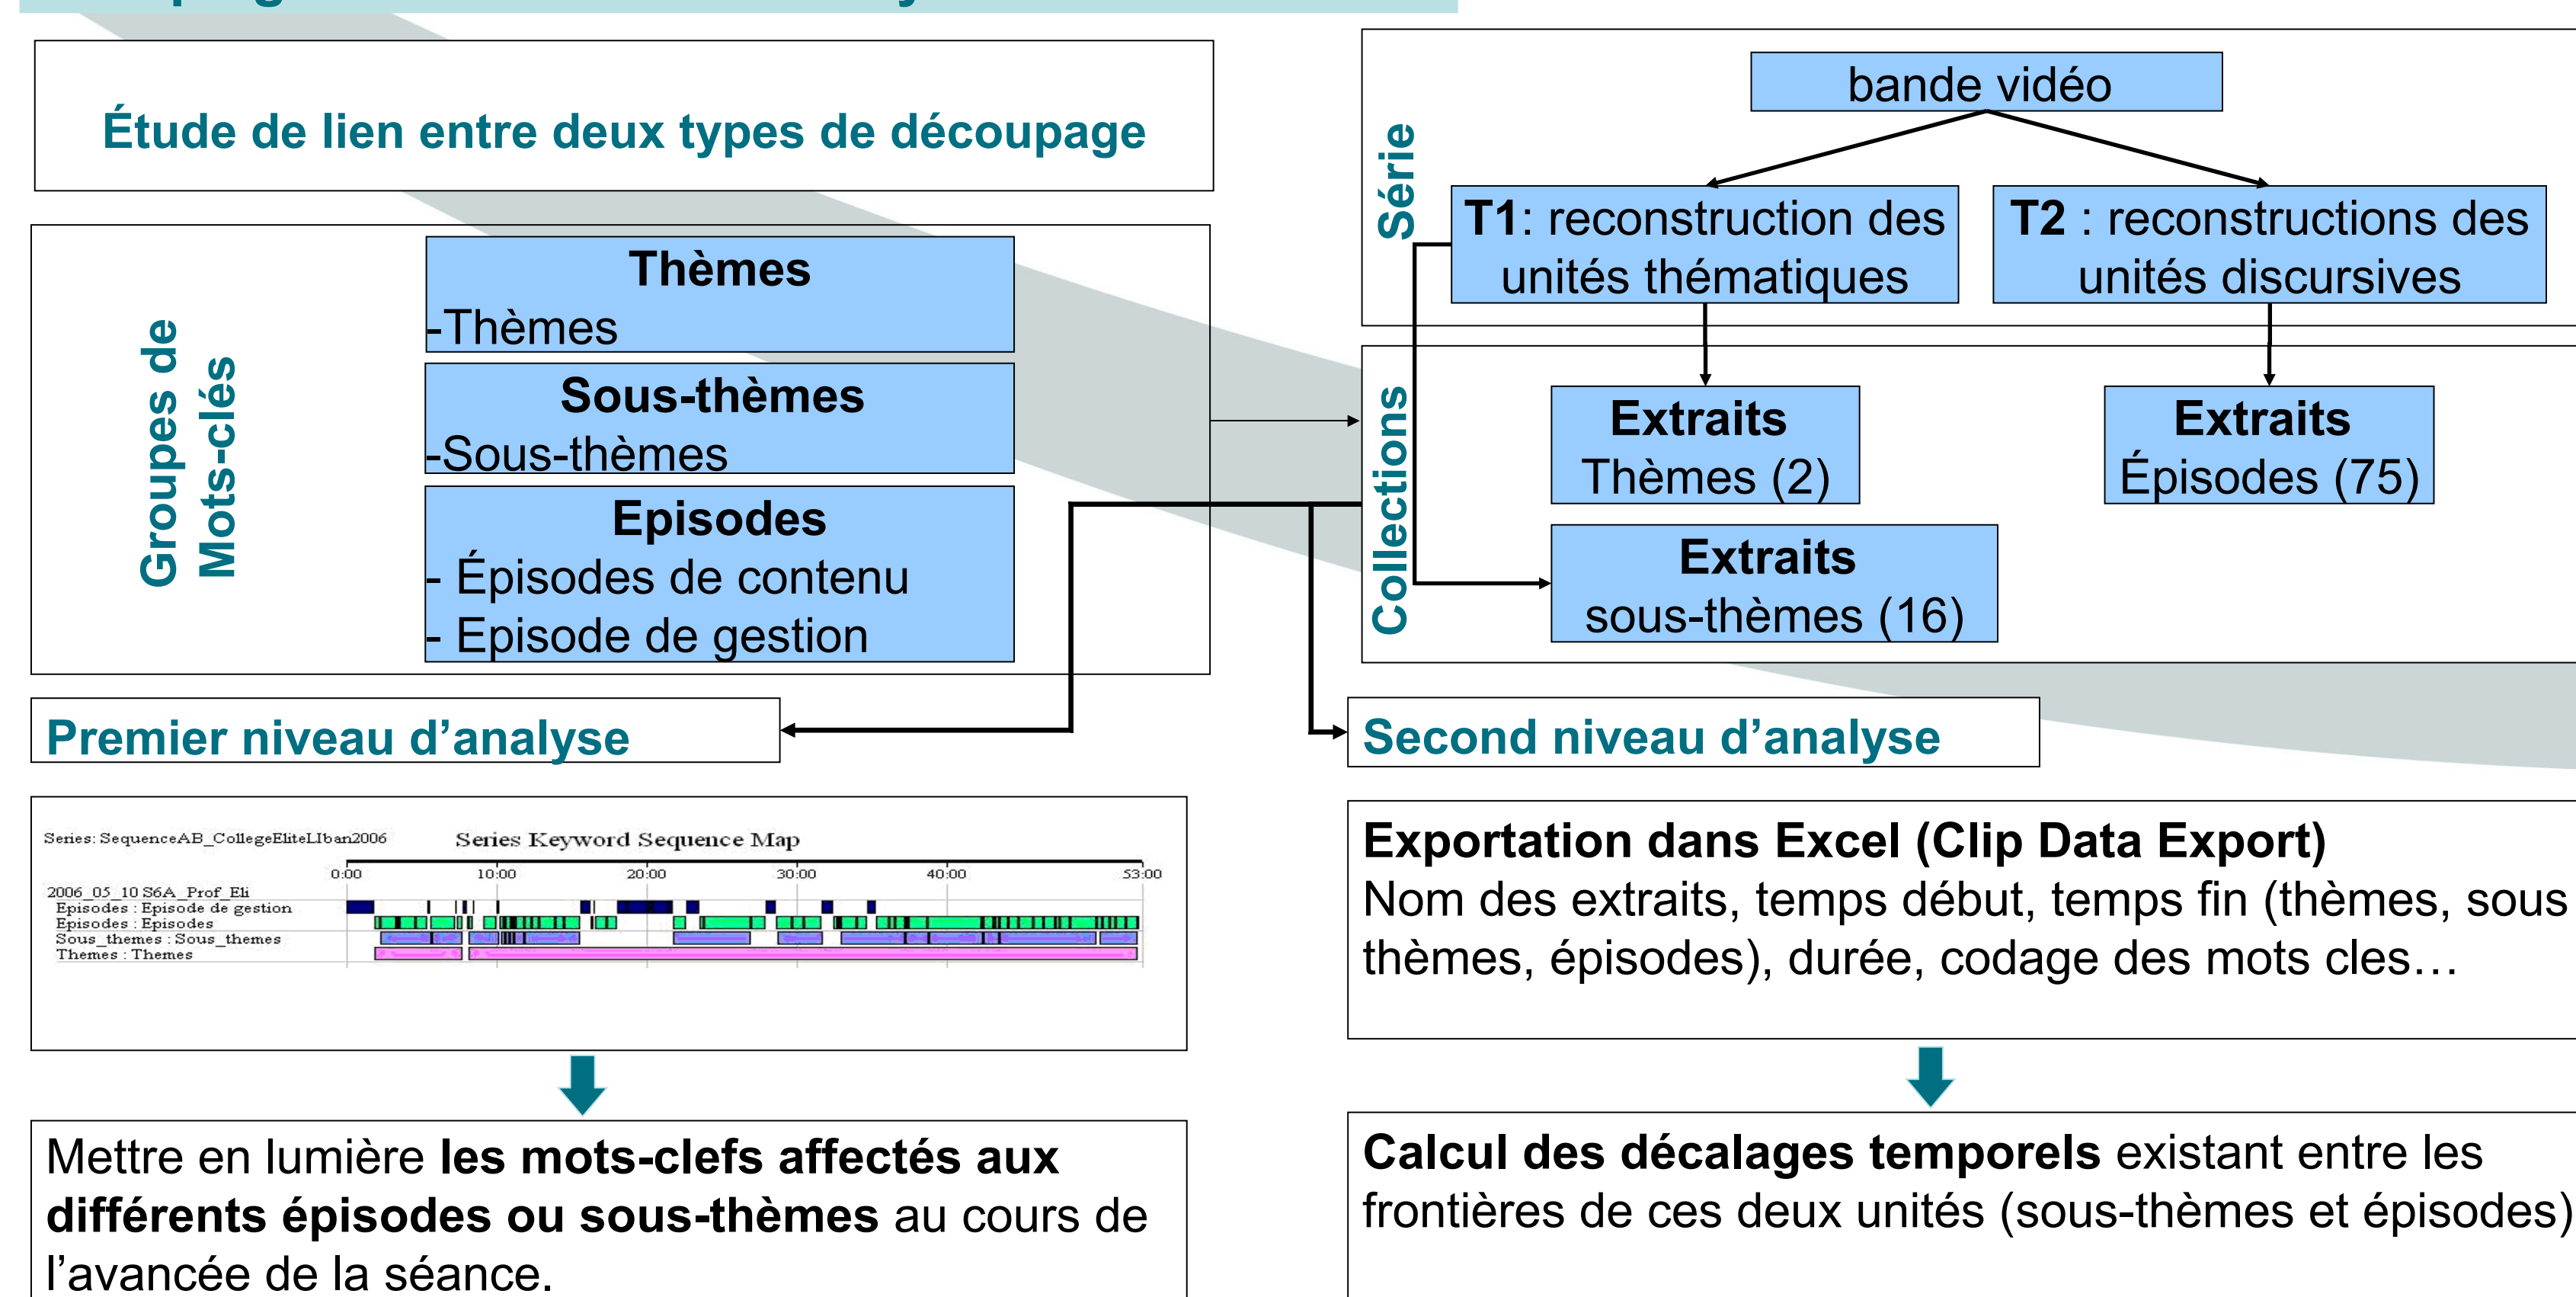 Étude de lien entre deux types de découpage
Groupes de
Mots-clés
Thèmes
-Thèmes
Sous-thèmes
-Sous-thèmes
Episodes
- Épisodes de contenu
- Episode de gestion
Série
bande vidéo
T1: reconstruction des
unités thématiques
T2 : reconstructions des
unités discursives
Collections
Extraits
Thèmes (2)
Extraits
Épisodes (75)
Extraits
sous-thèmes (16)
Premier niveau d’analyse
Series: SequenceAB_CollegeEliteLIban2006
Series Keyword Sequence Map
0:00 10:00 20:00 30:00 40:00 53:00
2006_05_10 S6A_Prof_Eli
Episodes : Episode de gestion
Episodes : Episodes
Sous_themes : Sous_themes
Themes : Themes
Mettre en lumière les mots-clefs affectés aux
différents épisodes ou sous-thèmes au cours de
l’avancée de la séance.
Second niveau d’analyse
Exportation dans Excel (Clip Data Export)
Nom des extraits, temps début, temps fin (thèmes, sous
thèmes, épisodes), durée, codage des mots cles…
Calcul des décalages temporels existant entre les
frontières de ces deux unités (sous-thèmes et épisodes)